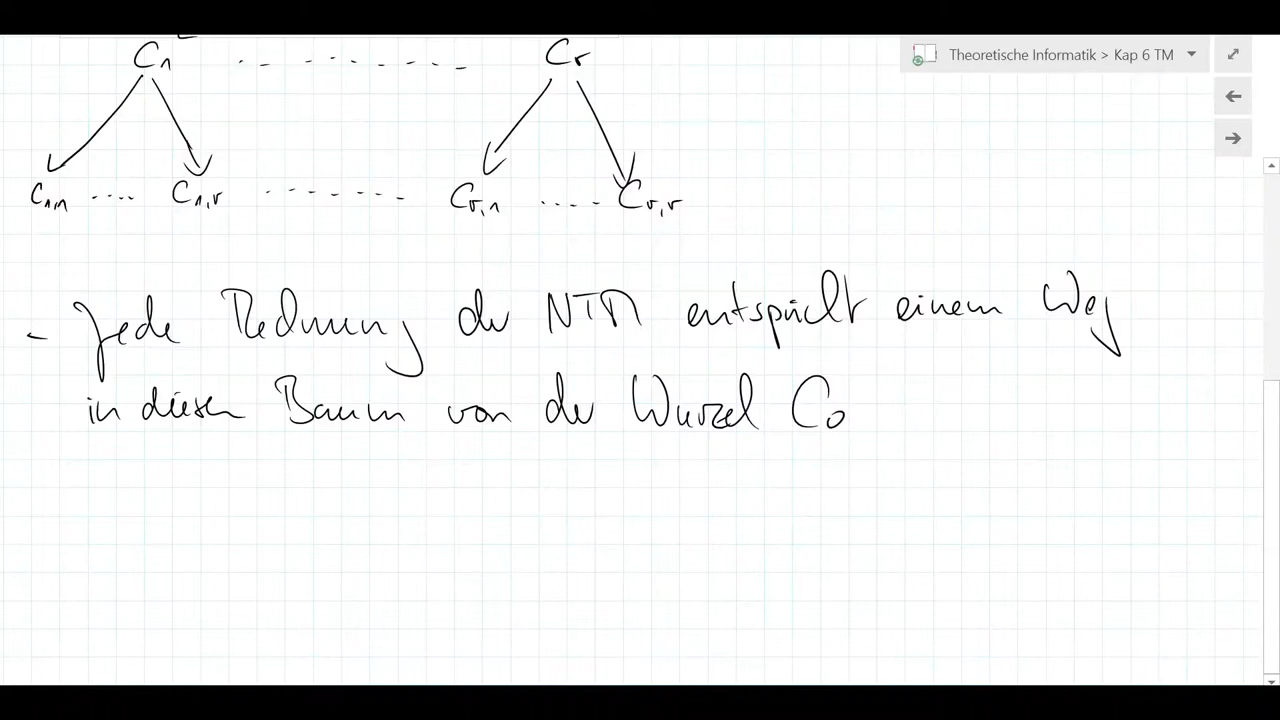 C₁ . . . . . . . . . C_r
Theoretische Informatik > Kap 6 TM
C₁,₁ .... C₁,r . . . . . . . C_r,₁ ..... C_r,r
- Jede Rechnung der NTM entspricht einem Weg
in diesen Baum von der Wurzel C₀